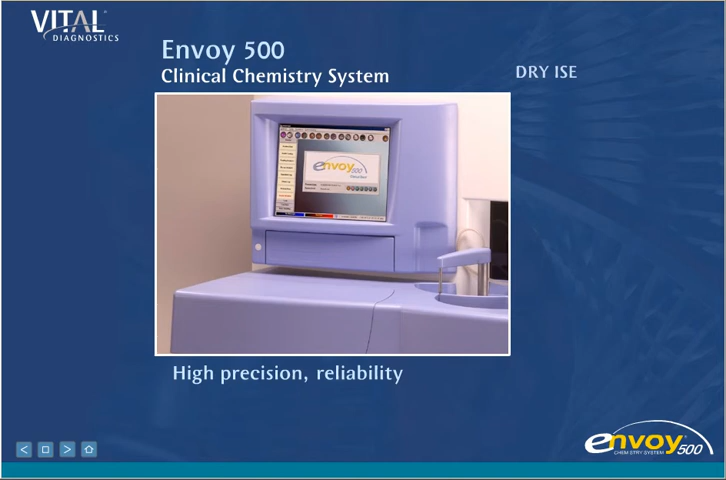 VITAL
DIAGNOSTICS
Envoy 500
Clinical Chemistry System
DRY ISE
envoy 500
High precision, reliability
envoy 500
CHEMISTRY SYSTEM